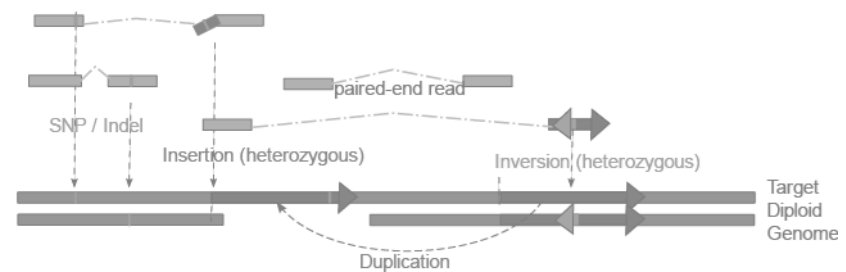 paired-end read
SNP / Indel
Insertion (heterozygous)
Inversion (heterozygous)
Target
Diploid
Genome
Duplication